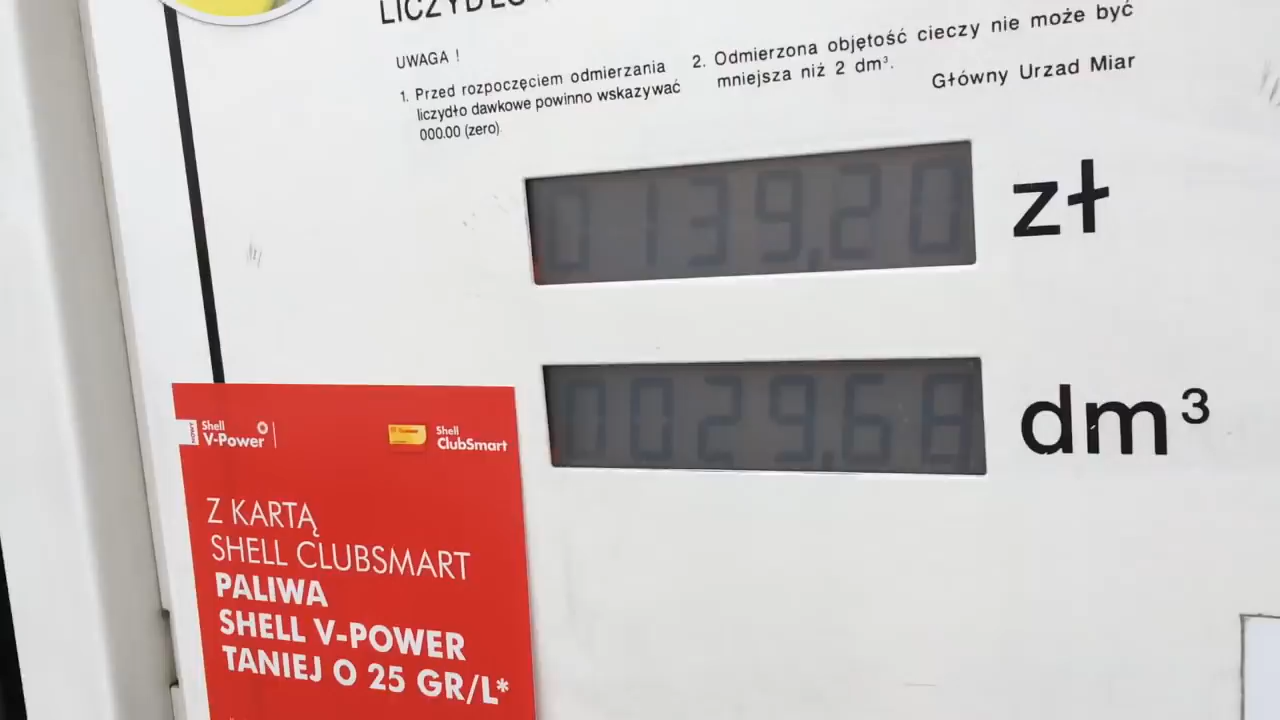 UWAGA !
1. Przed rozpoczęciem odmierzania
liczydło dawkowe powinno wskazywać
000.00 (zero)
2. Odmierzona objętość cieczy nie może być
mniejsza niż 2 dm³.
Główny Urzad Miar
0139,20 zł
0029,68 dm³
Shell
V-Power
Shell
ClubSmart
Z KARTĄ
SHELL CLUBSMART
PALIWA
SHELL V-POWER
TANIEJ O 25 GR/L*